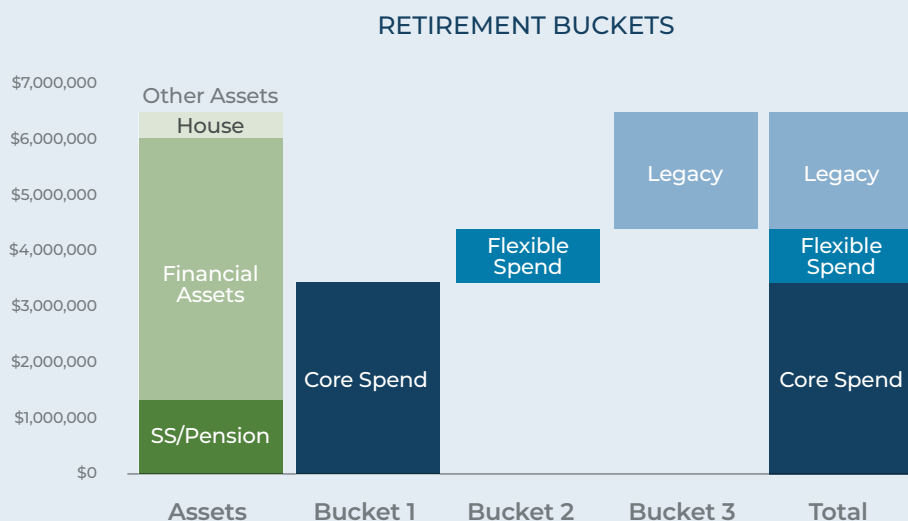 RETIREMENT BUCKETS
$7,000,000
$6,000,000
$5,000,000
$4,000,000
$3,000,000
$2,000,000
$1,000,000
$0
Other Assets
House
Financial
Assets
SS/Pension
Core Spend
Flexible
Spend
Legacy
Legacy
Flexible
Spend
Core Spend
Assets
Bucket 1
Bucket 2
Bucket 3
Total